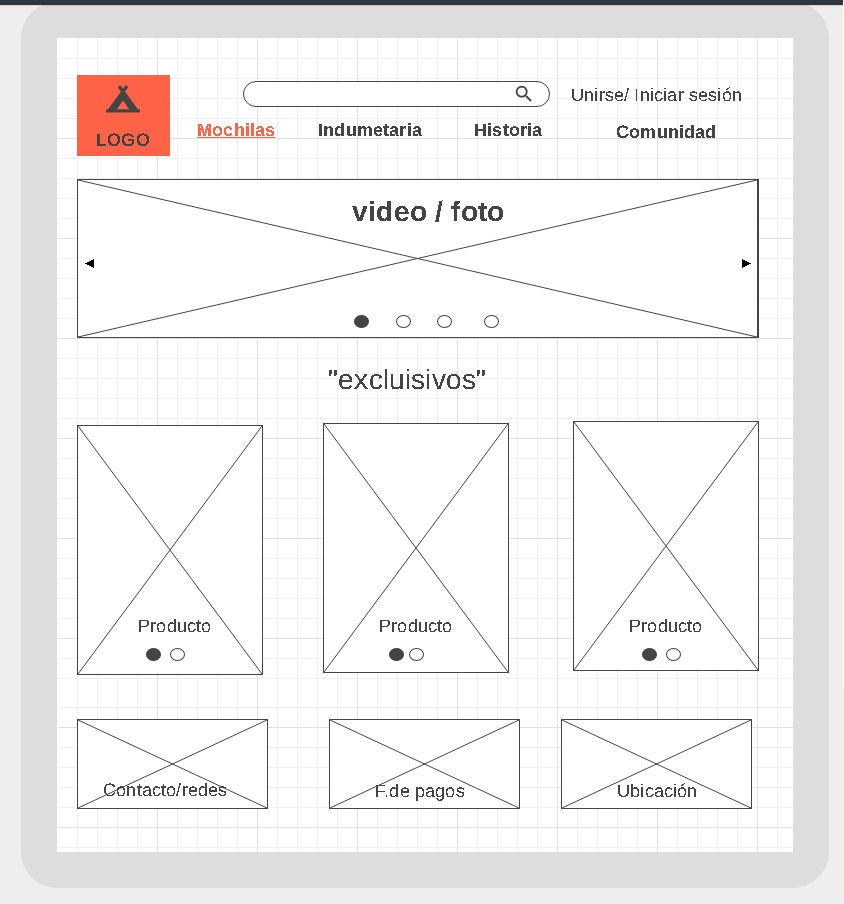 LOGO
Unirse/ Iniciar sesión
Mochilas Indumetaria Historia Comunidad
video / foto
"excluisivos"
Producto Producto Producto
Contacto/redes F.de pagos Ubicación